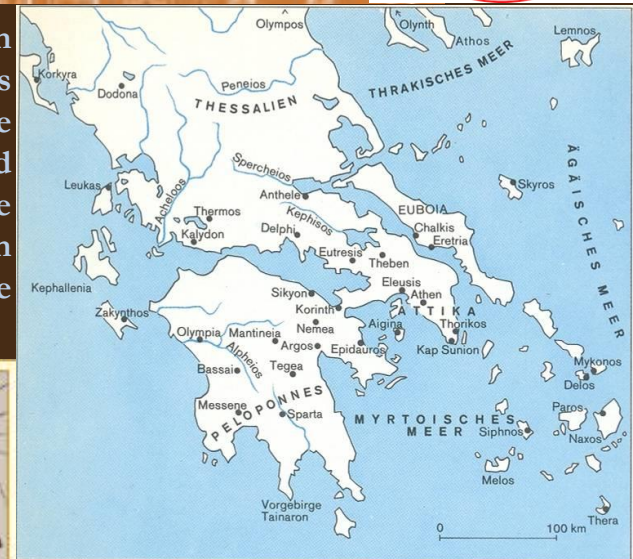 n
s
e
d
e
n
e
Olympos
Olynth
Athos
Lemnos
Korkyra
Dodona
Peneios
THESSALIEN
THRAKISCHES MEER
ÄGÄISCHES MEER
Spercheios
Skyros
Leukas
Acheloos
Anthele
EUBOIA
Thermos
Kephisos
Chalkis
Kalydon
Delphi
Eretria
Eutresis
Theben
Kephallenia
Eleusis
Sikyon
Athen
Zakynthos
Korinth
ATTIKA
Olympia
Mantineia
Nemea
Aigina
Thorikos
Argos
Epidauros
Kap Sunion
Alpheios
Bassai
Tegea
Mykonos
Delos
Messene
PELOPONNES
Sparta
MYRTOISCHES
MEER
Siphnos
Paros
Naxos
Melos
Vorgebirge
Tainaron
Thera
0
100 km